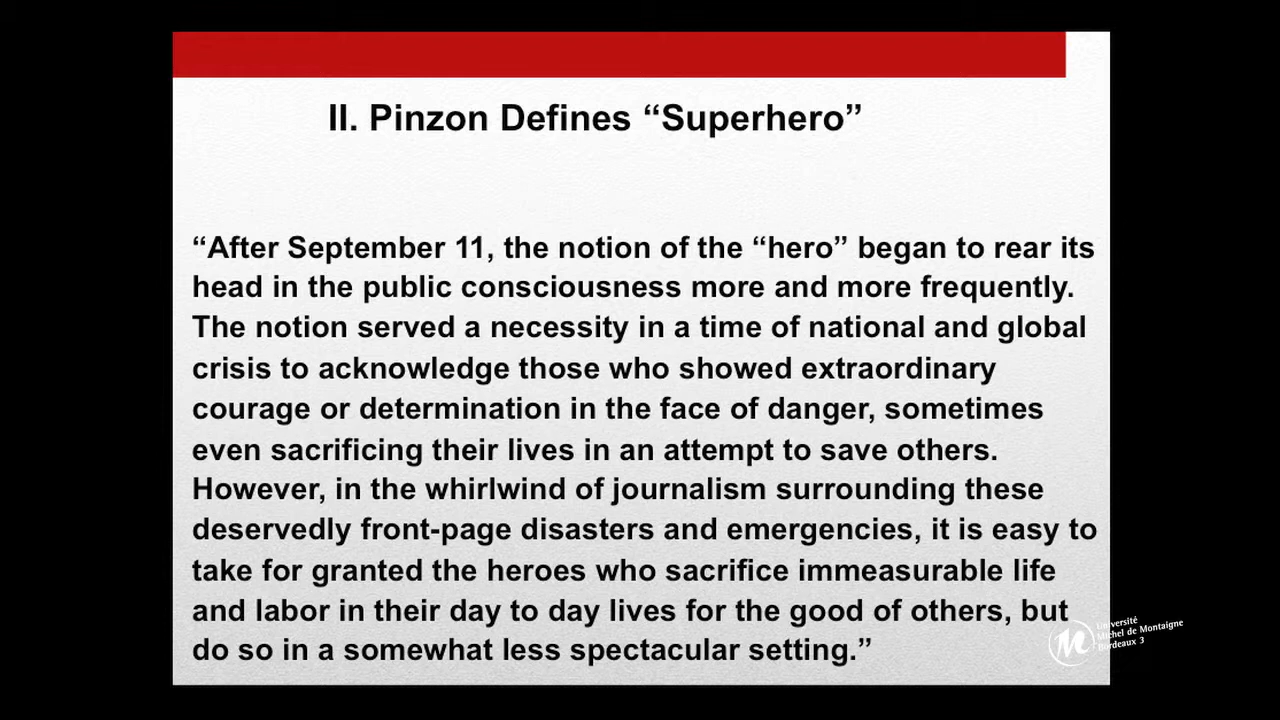 II. Pinzon Defines “Superhero”
“After September 11, the notion of the “hero” began to rear its
head in the public consciousness more and more frequently.
The notion served a necessity in a time of national and global
crisis to acknowledge those who showed extraordinary
courage or determination in the face of danger, sometimes
even sacrificing their lives in an attempt to save others.
However, in the whirlwind of journalism surrounding these
deservedly front-page disasters and emergencies, it is easy to
take for granted the heroes who sacrifice immeasurable life
and labor in their day to day lives for the good of others, but
do so in a somewhat less spectacular setting.”
Université
Michel de Montaigne
Bordeaux 3